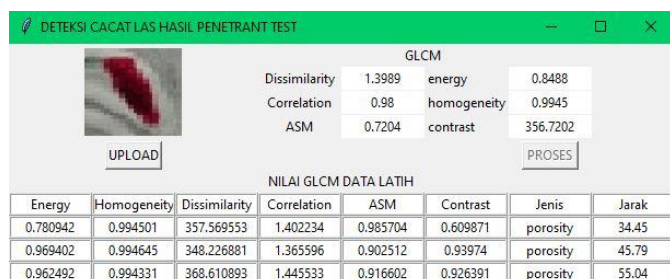 DETEKSI CACAT LAS HASIL PENETRANT TEST
GLCM
Dissimilarity 1.3989 energy 0.8488
Correlation 0.98 homogeneity 0.9945
ASM 0.7204 contrast 356.7202
UPLOAD PROSES
NILAI GLCM DATA LATIH
Energy Homogeneity Dissimilarity Correlation ASM Contrast Jenis Jarak
0.780942 0.994501 357.569553 1.402234 0.985704 0.609871 porosity 34.45
0.969402 0.994645 348.226881 1.365596 0.902512 0.93974 porosity 45.79
0.962492 0.994331 368.610893 1.445533 0.916602 0.926391 porosity 55.04